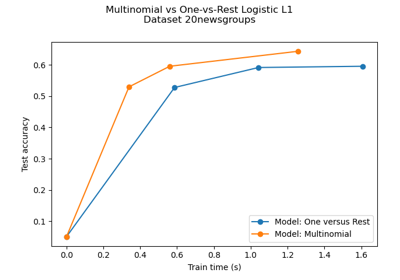 Multinomial vs One-vs-Rest Logistic L1
Dataset 20newsgroups
0.6
0.5
0.4
0.3
0.2
0.1
Test accuracy
Model: One versus Rest
Model: Multinomial
0.0 0.2 0.4 0.6 0.8 1.0 1.2 1.4 1.6
Train time (s)